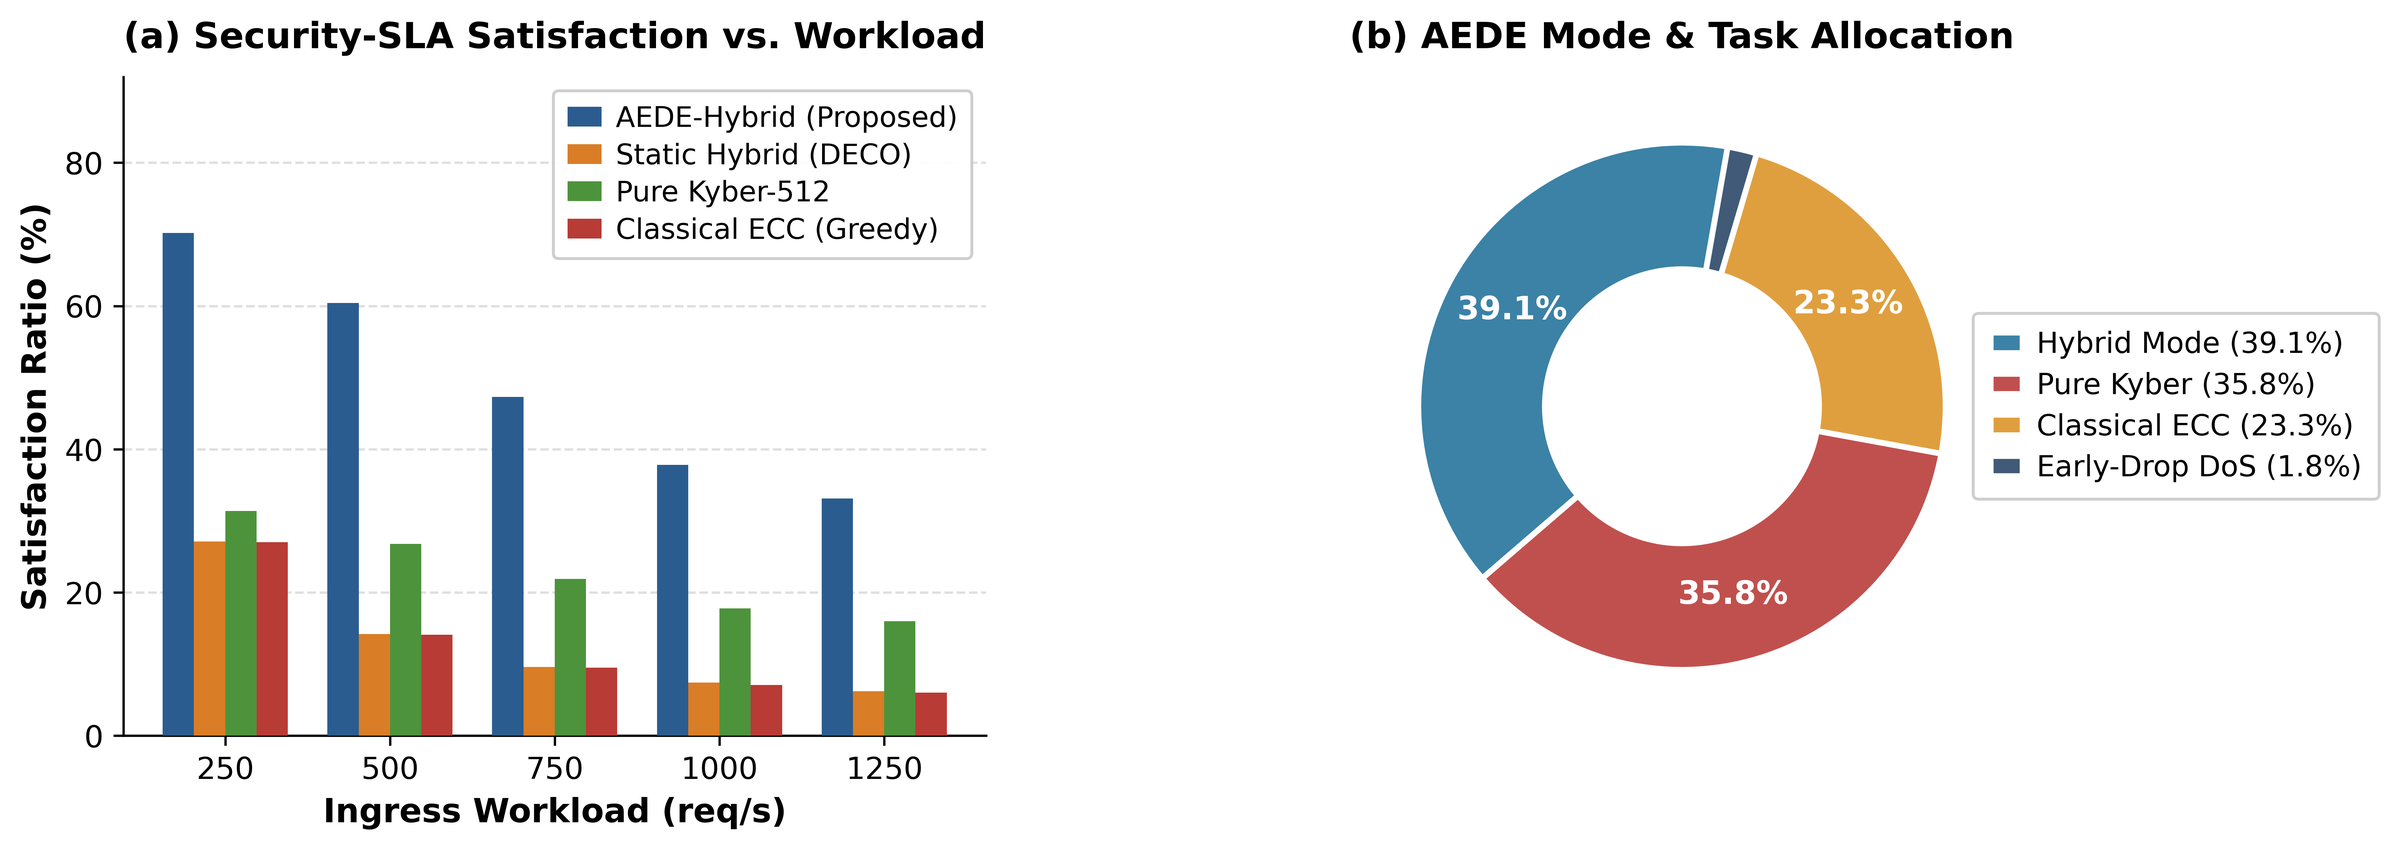 (a) Security-SLA Satisfaction vs. Workload
Satisfaction Ratio (%)
80
60
40
20
0
AEDE-Hybrid (Proposed)
Static Hybrid (DECO)
Pure Kyber-512
Classical ECC (Greedy)
250 500 750 1000 1250
Ingress Workload (req/s)
(b) AEDE Mode & Task Allocation
39.1%
23.3%
35.8%
Hybrid Mode (39.1%)
Pure Kyber (35.8%)
Classical ECC (23.3%)
Early-Drop DoS (1.8%)